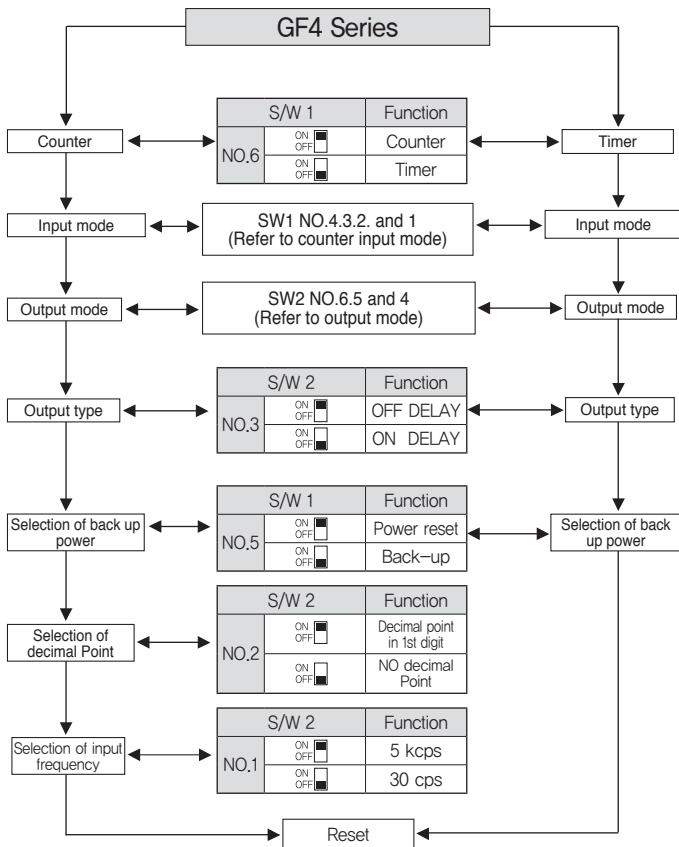 GF4 Series
S/W 1 Function
Counter
NO.6
ON
OFF
Counter
ON
OFF
Timer
Timer
Input mode
SW1 NO.4.3.2. and 1
(Refer to counter input mode)
Input mode
Output mode
SW2 NO.6.5 and 4
(Refer to output mode)
Output mode
S/W 2 Function
Output type
NO.3
ON
OFF
OFF DELAY
ON
OFF
ON DELAY
Output type
S/W 1 Function
Selection of back up
power
NO.5
ON
OFF
Power reset
ON
OFF
Back-up
Selection of back
up power
S/W 2 Function
Selection of
decimal Point
NO.2
ON
OFF
Decimal point
in 1st digit
ON
OFF
NO decimal
Point
S/W 2 Function
Selection of input
frequency
NO.1
ON
OFF
5 kcps
ON
OFF
30 cps
Reset